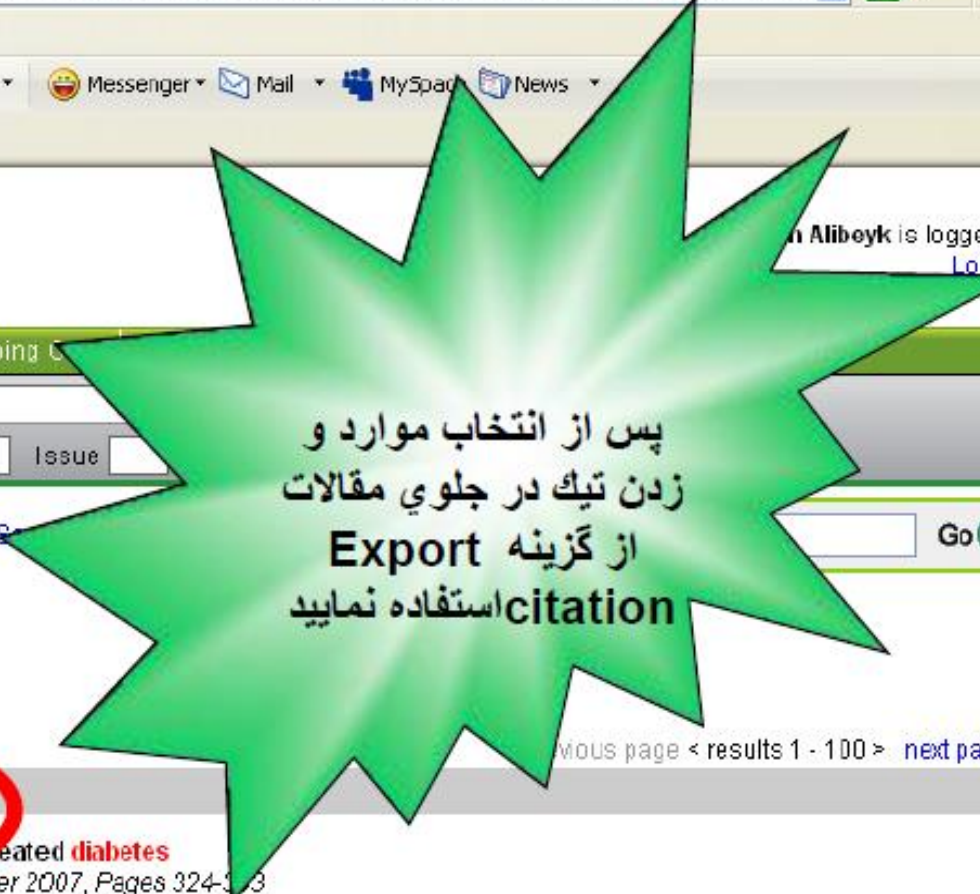 Messenger Mail MySpac News
Alibeyk is logge
Lo
Issue
پس از انتخاب موارد و
زدن تيك در جلوي مقالات
از گزينه Export
citationاستفاده نماييد
Go
vious page < results 1 - 100 > next pa
eated diabetes
er 2007, Pages 324-